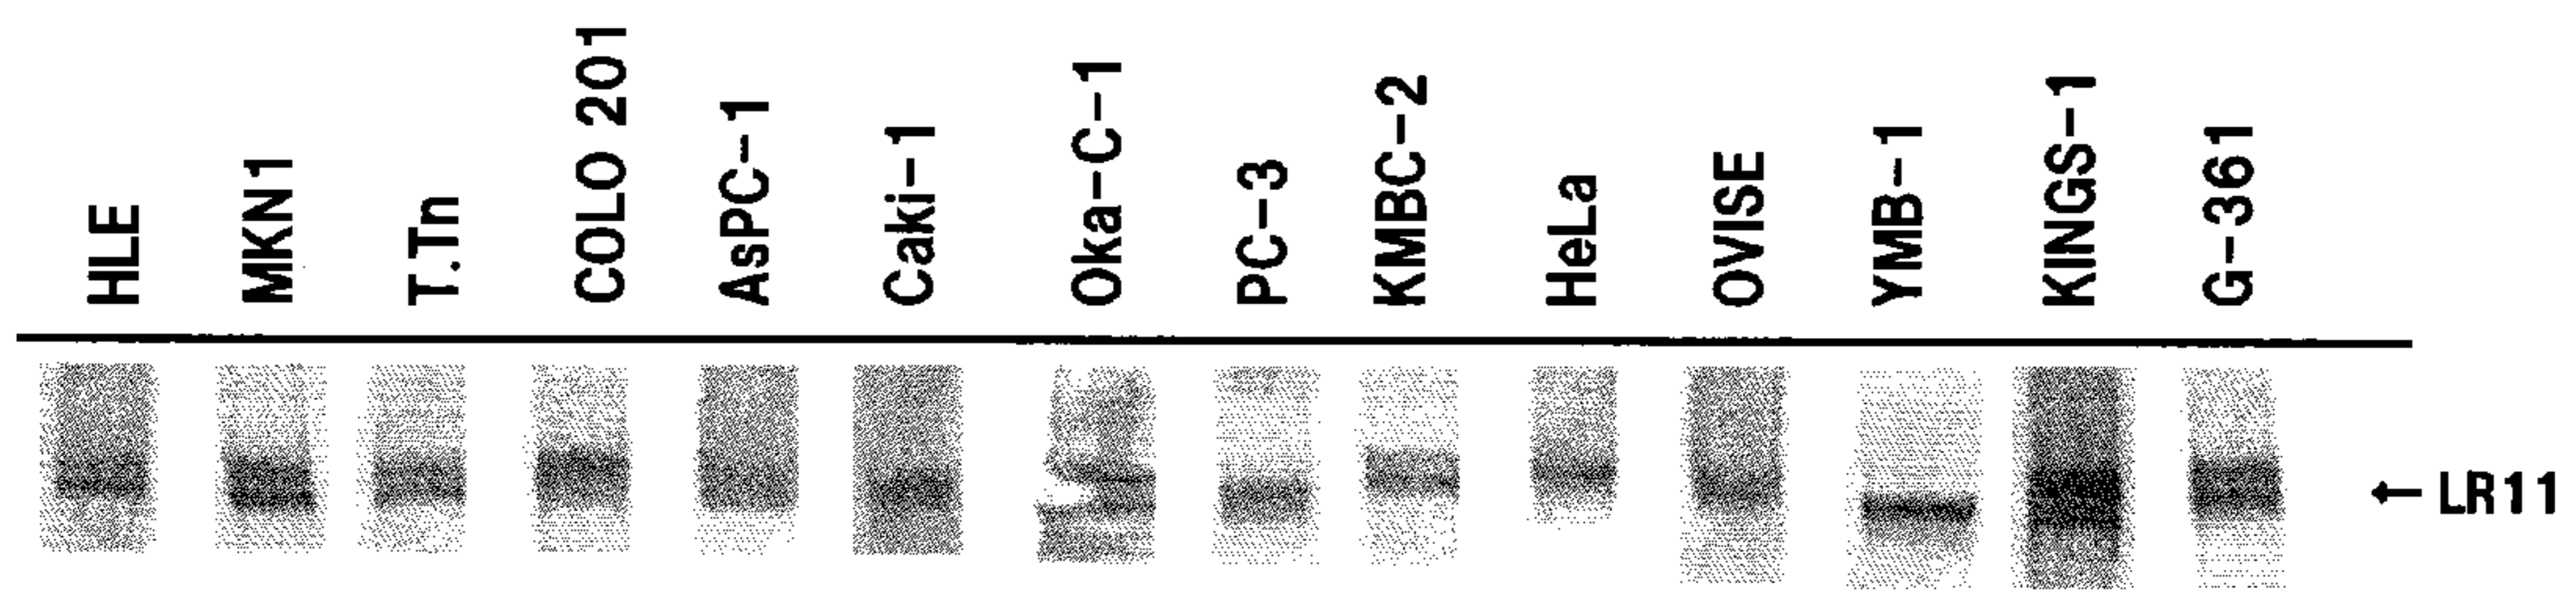 HLE
MKN1
T.Tn
COLO 201
AsPC-1
Caki-1
Oka-C-1
PC-3
KMBC-2
HeLa
OVISE
YMB-1
KINGS-1
G-361
←LR11